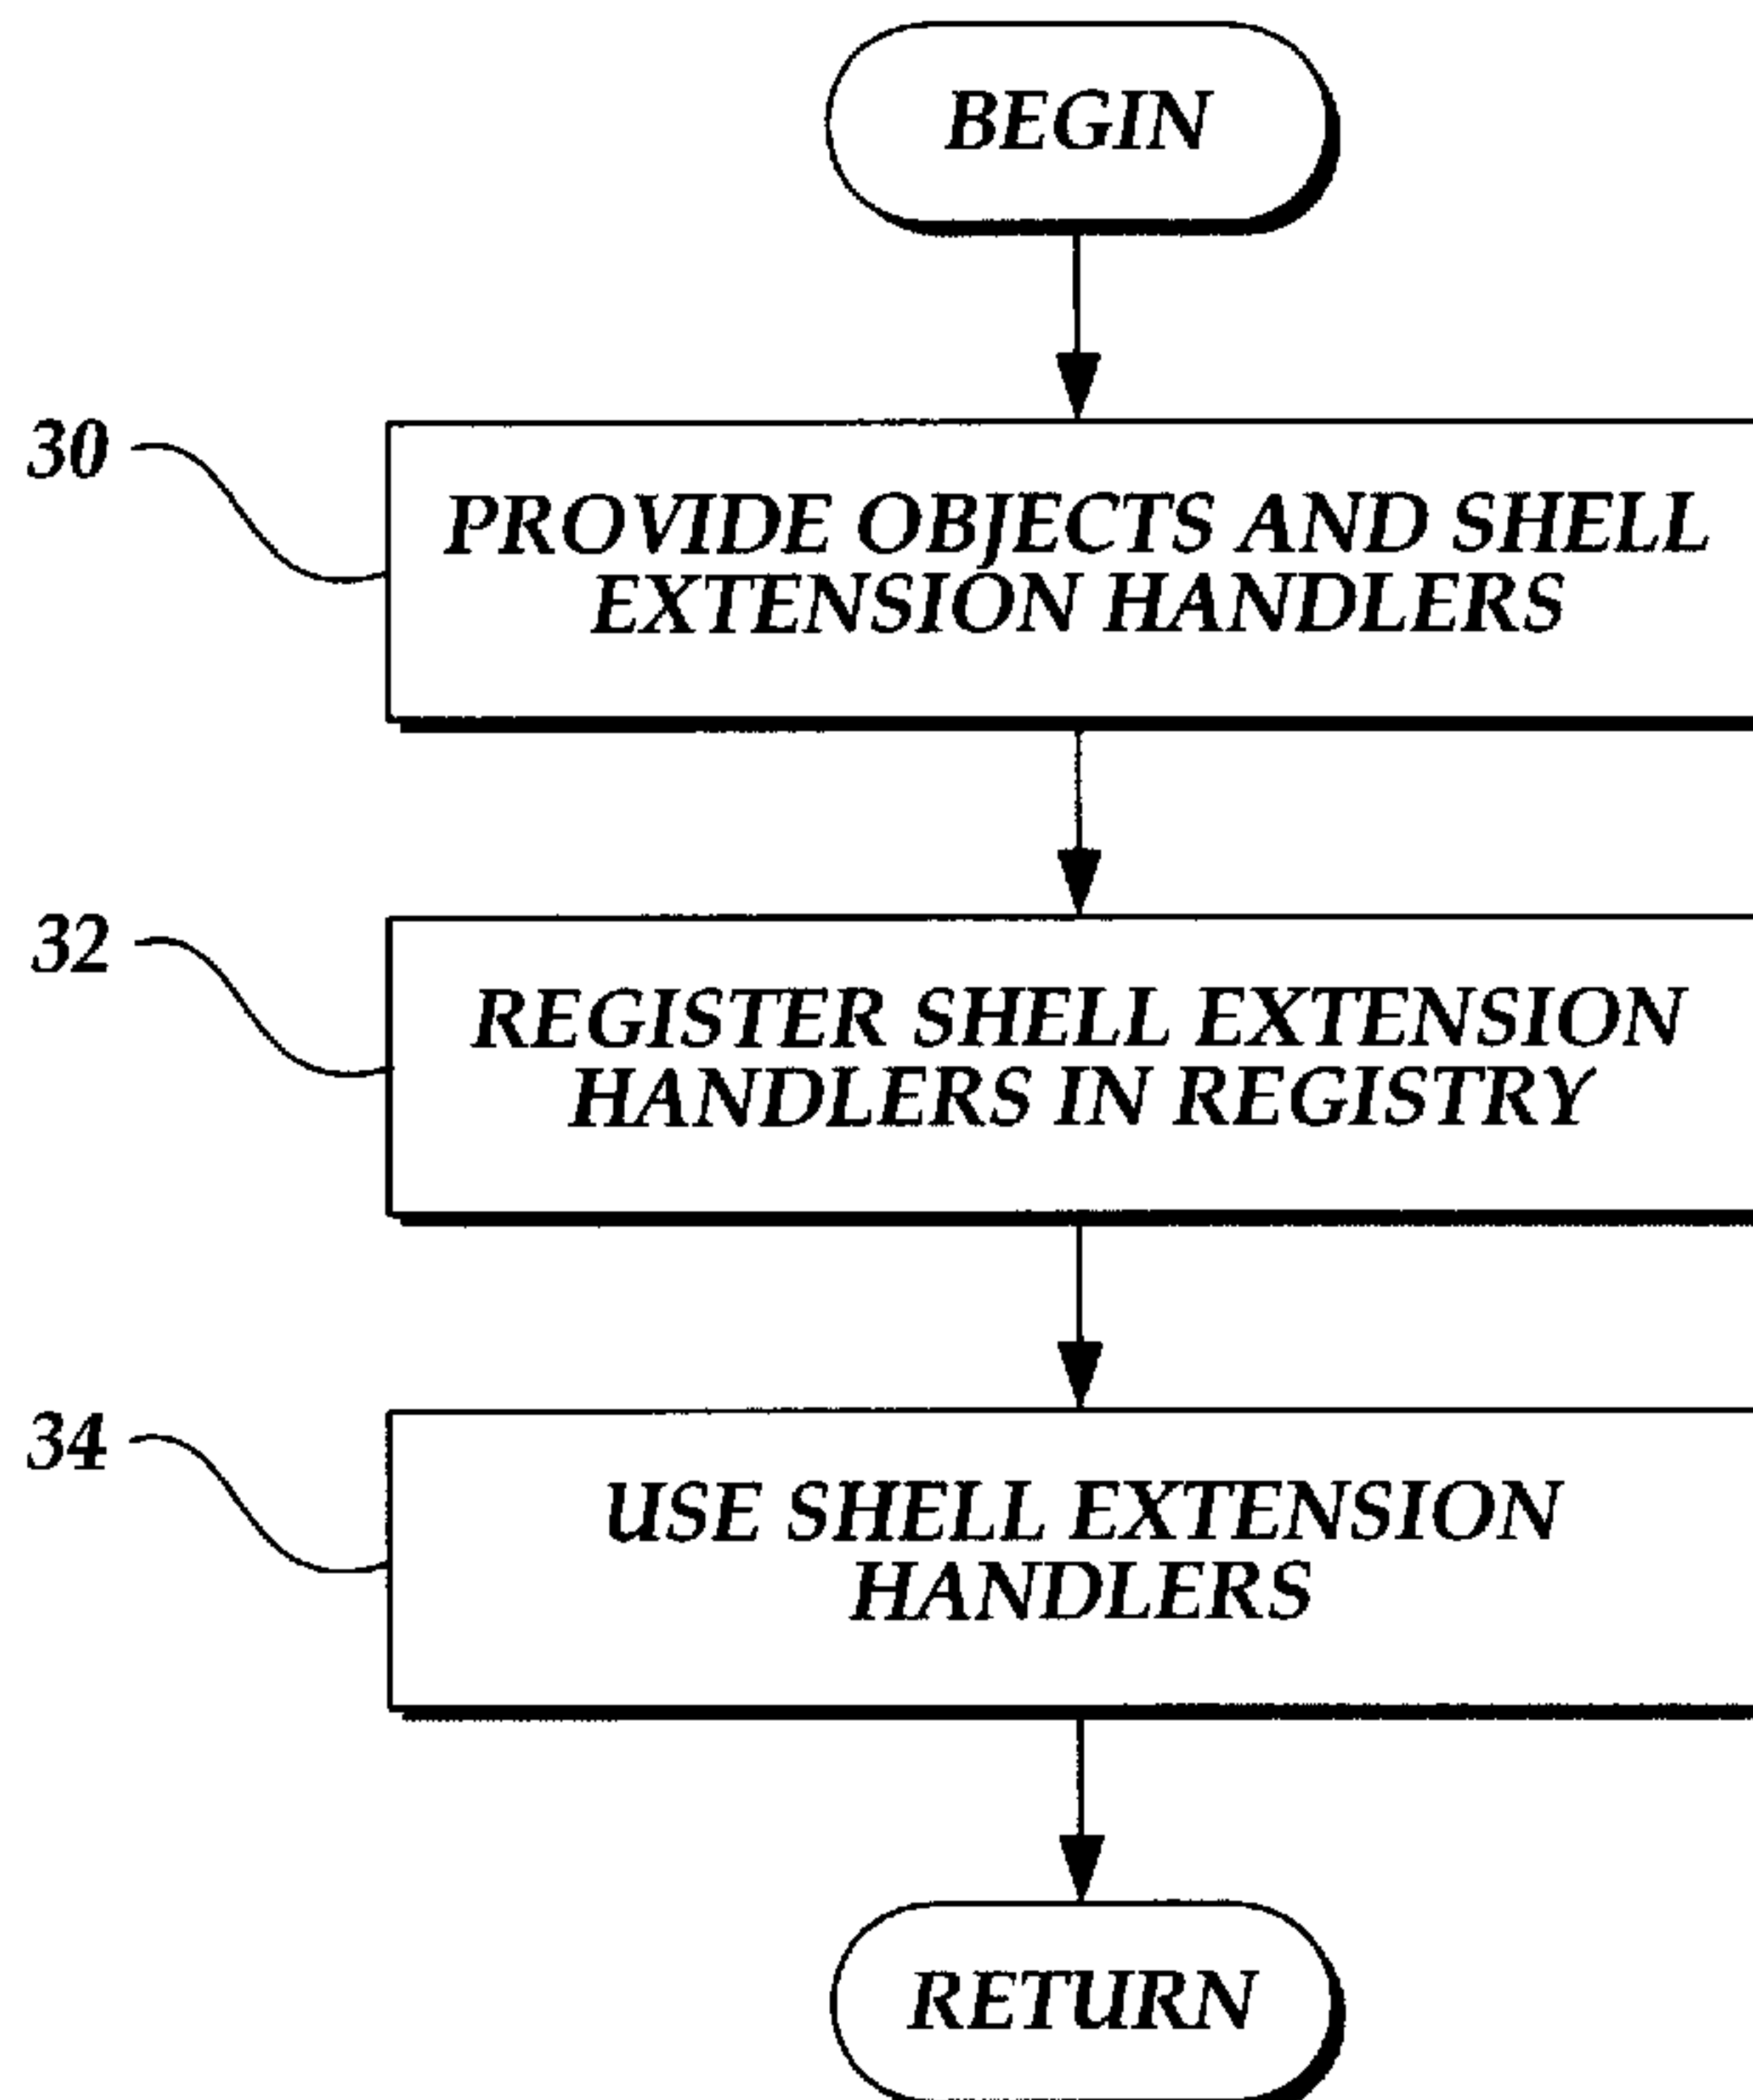 BEGIN
30
PROVIDE OBJECTS AND SHELL
EXTENSION HANDLERS
32
REGISTER SHELL EXTENSION
HANDLERS IN REGISTRY
34
USE SHELL EXTENSION
HANDLERS
RETURN